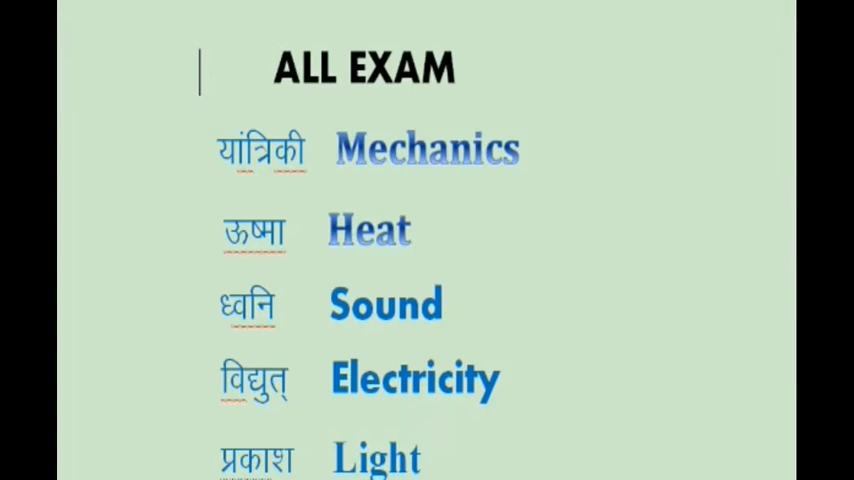 ALL EXAM
यांत्रिकी Mechanics
ऊष्मा Heat
ध्वनि Sound
विद्युत् Electricity
प्रकाश Light